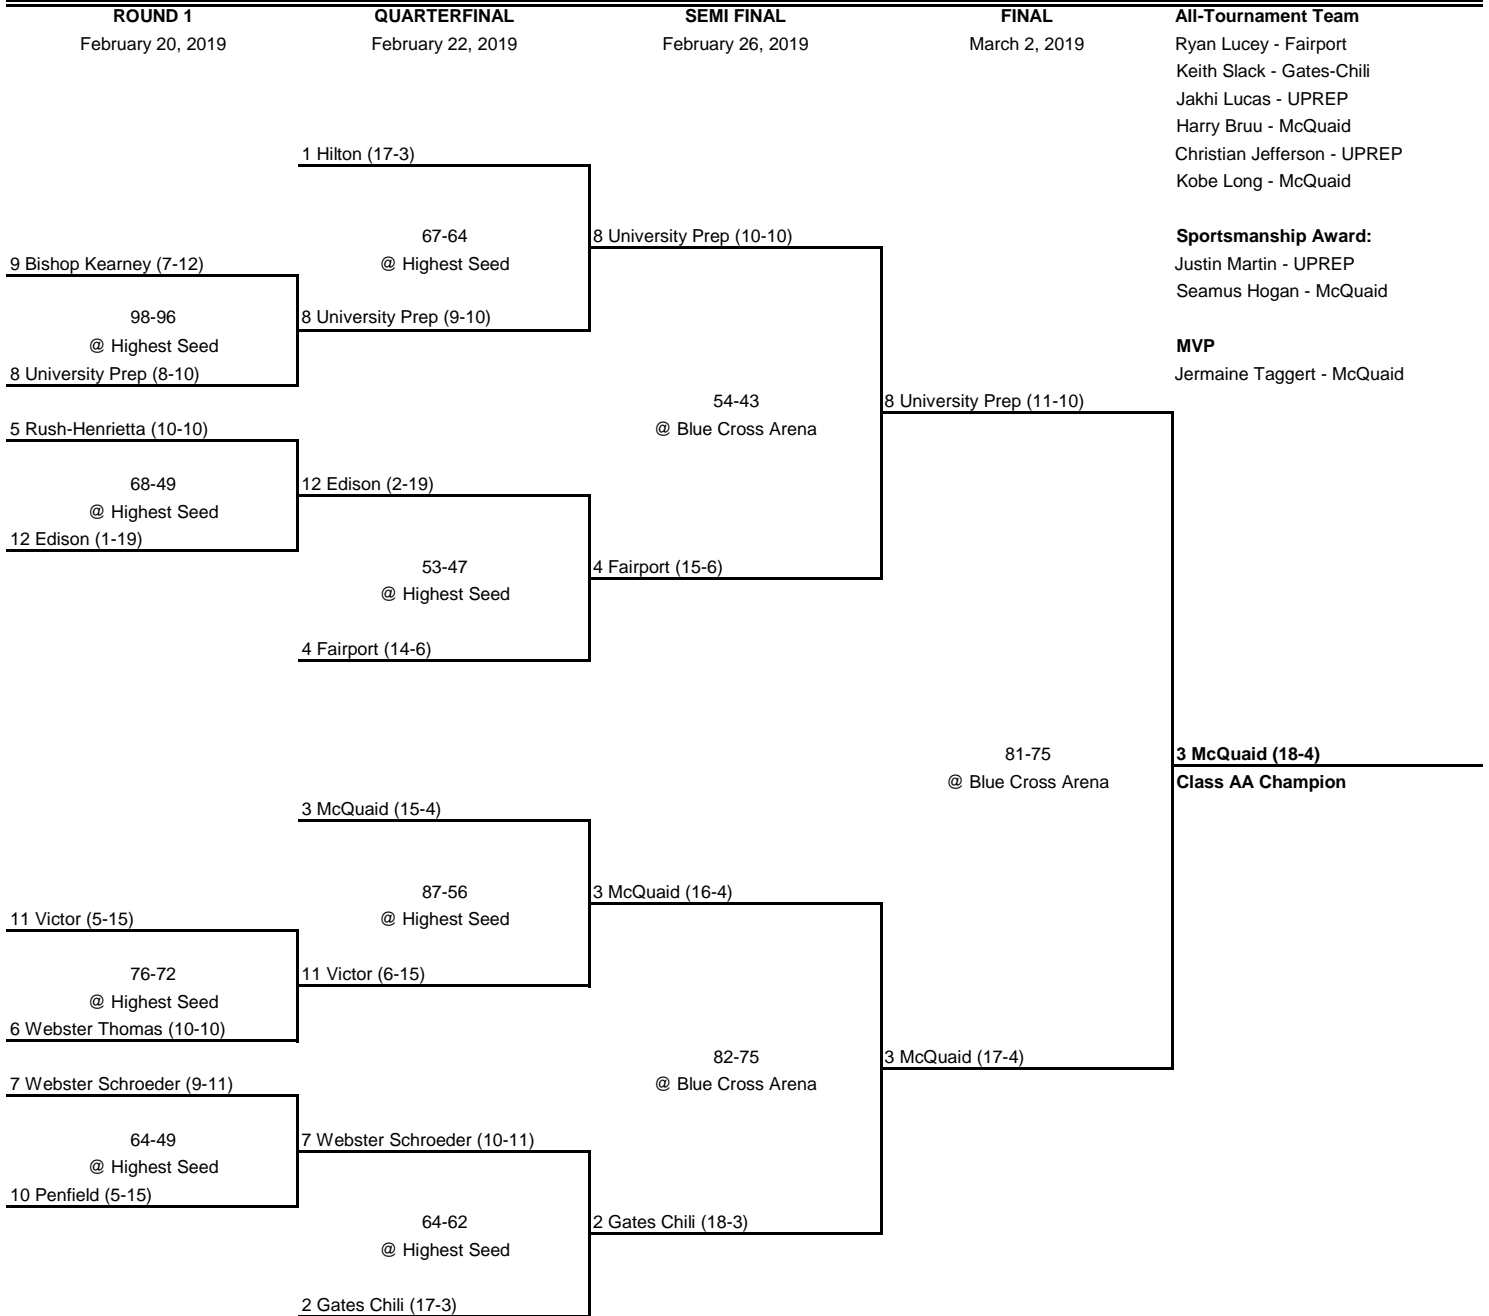 ROUND 1
February 20, 2019
9 Bishop Kearney (7-12)
98-96
@ Highest Seed
8 University Prep (8-10)
5 Rush-Henrietta (10-10)
68-49
@ Highest Seed
12 Edison (1-19)
11 Victor (5-15)
76-72
@ Highest Seed
6 Webster Thomas (10-10)
7 Webster Schroeder (9-11)
64-49
@ Highest Seed
10 Penfield (5-15)
QUARTERFINAL
February 22, 2019
1 Hilton (17-3)
67-64
@ Highest Seed
8 University Prep (9-10)
12 Edison (2-19)
53-47
@ Highest Seed
4 Fairport (14-6)
3 McQuaid (15-4)
87-56
@ Highest Seed
11 Victor (6-15)
7 Webster Schroeder (10-11)
64-62
@ Highest Seed
2 Gates Chili (17-3)
SEMI FINAL
February 26, 2019
8 University Prep (10-10)
54-43
@ Blue Cross Arena
4 Fairport (15-6)
3 McQuaid (16-4)
82-75
@ Blue Cross Arena
2 Gates Chili (18-3)
FINAL
March 2, 2019
8 University Prep (11-10)
81-75
@ Blue Cross Arena
3 McQuaid (17-4)
All-Tournament Team
Ryan Lucey - Fairport
Keith Slack - Gates-Chili
Jakhi Lucas - UPREP
Harry Bruu - McQuaid
Christian Jefferson - UPREP
Kobe Long - McQuaid
Sportsmanship Award:
Justin Martin - UPREP
Seamus Hogan - McQuaid
MVP
Jermaine Taggert - McQuaid
3 McQuaid (18-4)
Class AA Champion